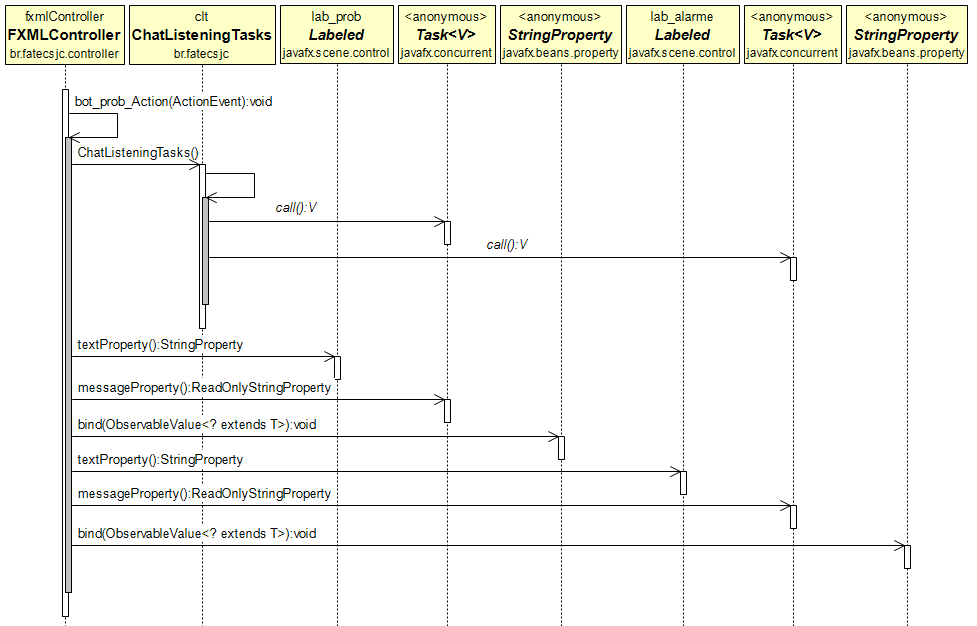 fxmlController
FXMLController
br.fatecsjc.controller
clt
ChatListeningTasks
br.fatecsjc
lab_prob
Labeled
javafx.scene.control
<anonymous>
Task<V>
javafx.concurrent
<anonymous>
StringProperty
javafx.beans.property
lab_alarme
Labeled
javafx.scene.control
<anonymous>
Task<V>
javafx.concurrent
<anonymous>
StringProperty
javafx.beans.property
bot_prob_Action(ActionEvent):void
ChatListeningTasks()
call():V
call():V
textProperty():StringProperty
messageProperty():ReadOnlyStringProperty
bind(ObservableValue<? extends T>):void
textProperty():StringProperty
messageProperty():ReadOnlyStringProperty
bind(ObservableValue<? extends T>):void